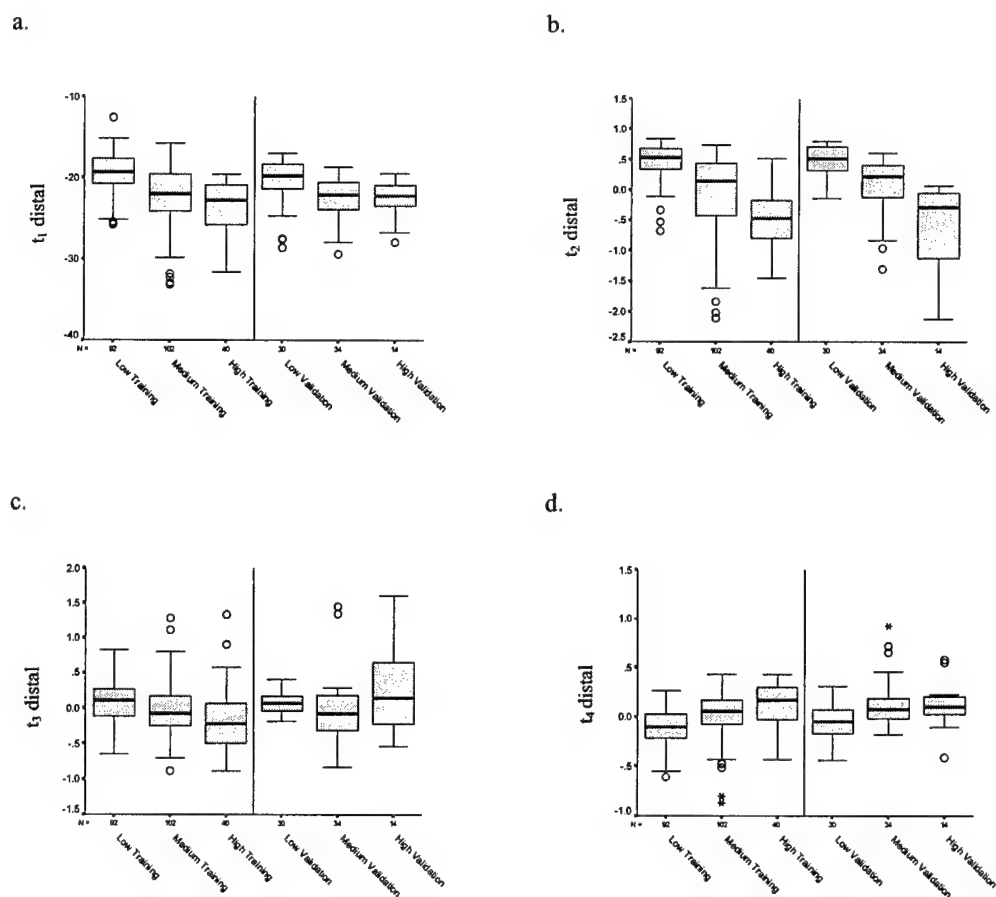 a.
t₁ distal
-10
-20
-30
-40
N = 92 102 40 30 34 14
Low Training
Medium Training
High Training
Low Validation
Medium Validation
High Validation
b.
t₂ distal
1.5
1.0
.5
0.0
-.5
-1.0
-1.5
-2.0
-2.5
N = 92 102 40 30 34 14
Low Training
Medium Training
High Training
Low Validation
Medium Validation
High Validation
c.
t₃ distal
2.0
1.5
1.0
.5
0.0
-.5
-1.0
-1.5
N = 92 102 40 30 34 14
Low Training
Medium Training
High Training
Low Validation
Medium Validation
High Validation
d.
t₄ distal
1.5
1.0
.5
0.0
-.5
-1.0
N = 92 102 40 30 34 14
Low Training
Medium Training
High Training
Low Validation
Medium Validation
High Validation